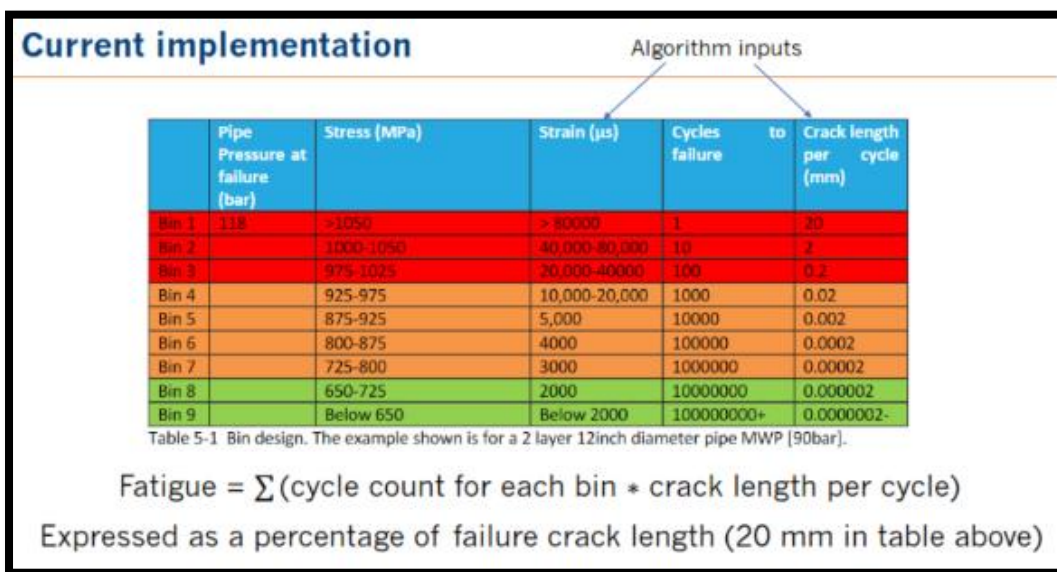 Current implementation
Algorithm inputs
Pipe Pressure at failure (bar) Stress (MPa) Strain (µs) Cycles to failure Crack length per cycle (mm)
Bin 1 118 >1050 > 80000 1 20
Bin 2 1000-1050 40,000-80,000 10 2
Bin 3 975-1025 20,000-40000 100 0.2
Bin 4 925-975 10,000-20,000 1000 0.02
Bin 5 875-925 5,000 10000 0.002
Bin 6 800-875 4000 100000 0.0002
Bin 7 725-800 3000 1000000 0.00002
Bin 8 650-725 2000 10000000 0.000002
Bin 9 Below 650 Below 2000 100000000+ 0.0000002-
Table 5-1 Bin design. The example shown is for a 2 layer 12inch diameter pipe MWP [90bar].
Fatigue = ∑(cycle count for each bin * crack length per cycle)
Expressed as a percentage of failure crack length (20 mm in table above)